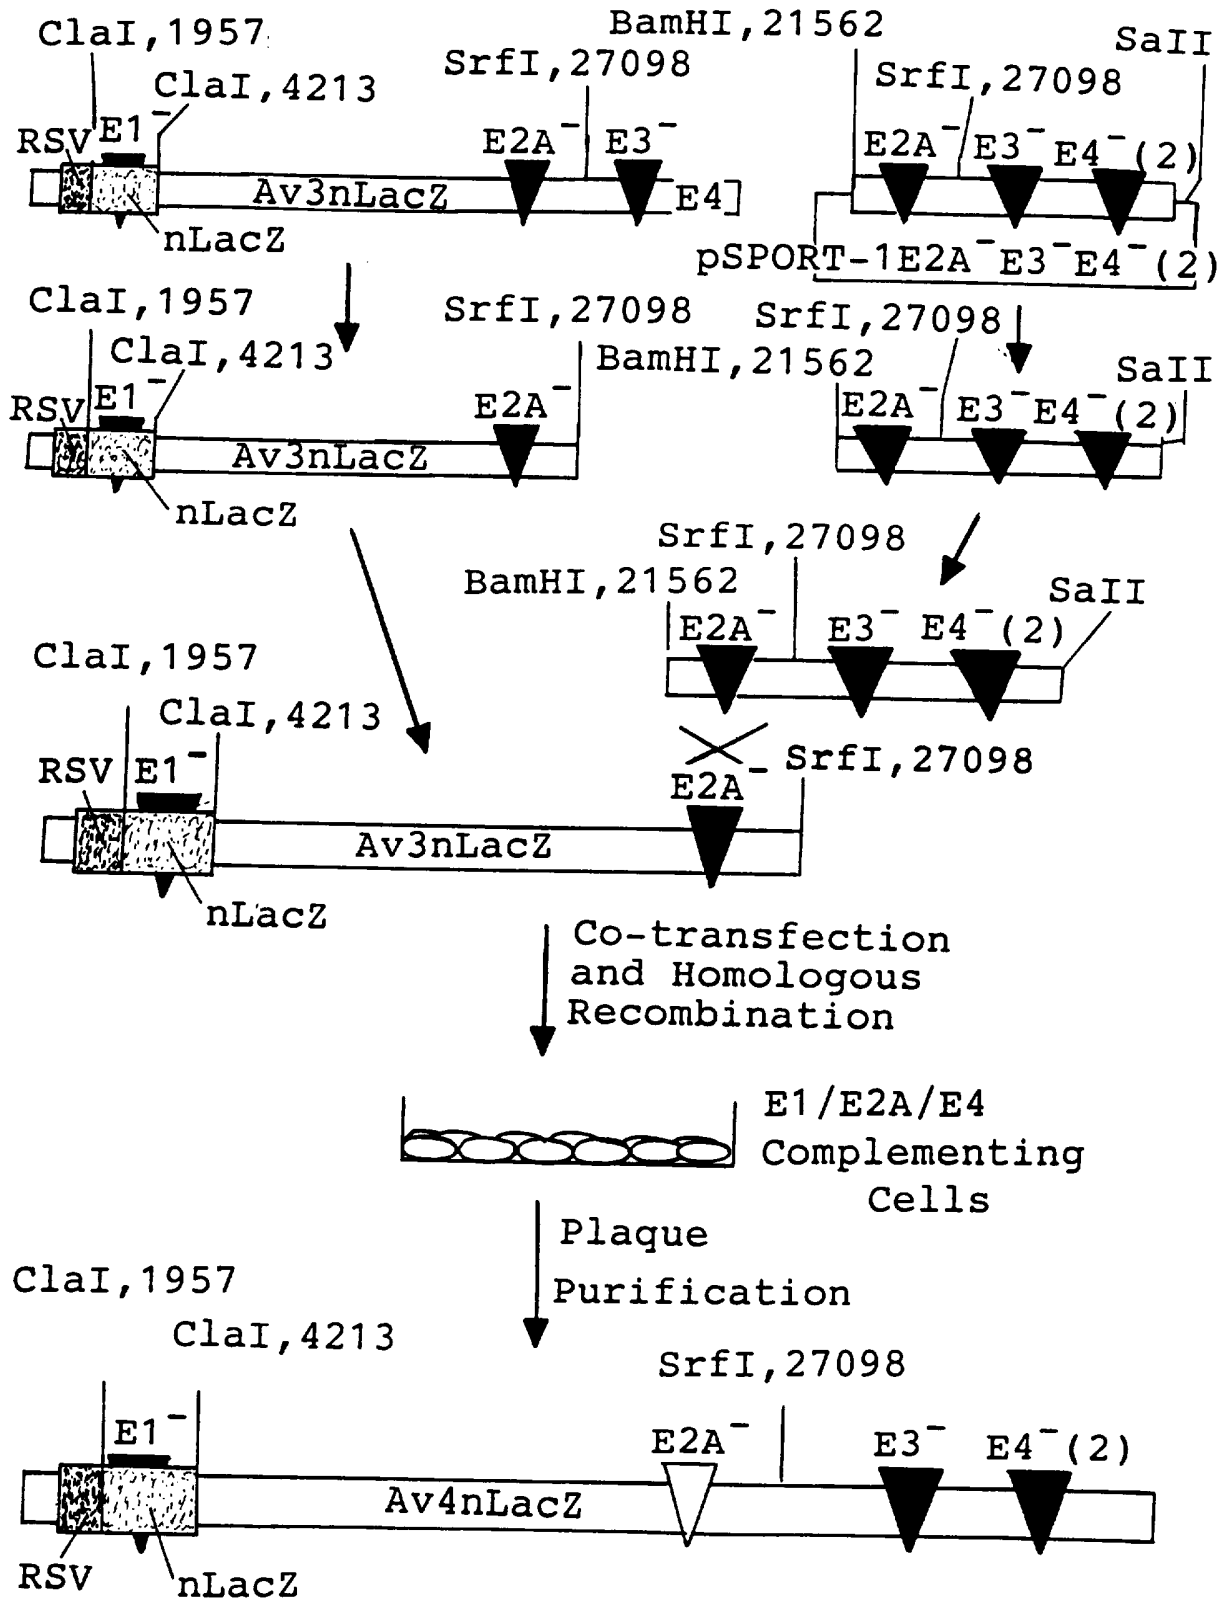 ClaI,1957
BamHI,21562
SaII
SrfI,27098
SrfI,27098
ClaI,4213
RSV
E1-
E2A-
E3-
E2A-
E3-
E4-(2)
Av3nLacZ
E4
nLacZ
pSPORT-1E2A-E3-E4-(2)
ClaI,1957
SrfI,27098
SrfI,27098
ClaI,4213
BamHI,21562
SaII
RSV
E1-
E2A-
E2A-
E3-
E4-(2)
Av3nLacZ
nLacZ
SrfI,27098
BamHI,21562
SaII
E2A-
E3-
E4-(2)
ClaI,1957
ClaI,4213
SrfI,27098
RSV
E1-
E2A-
Av3nLacZ
nLacZ
Co-transfection
and Homologous
Recombination
E1/E2A/E4
Complementing
Cells
Plaque
Purification
ClaI,1957
ClaI,4213
SrfI,27098
E1-
E2A-
E3-
E4-(2)
Av4nLacZ
RSV
nLacZ